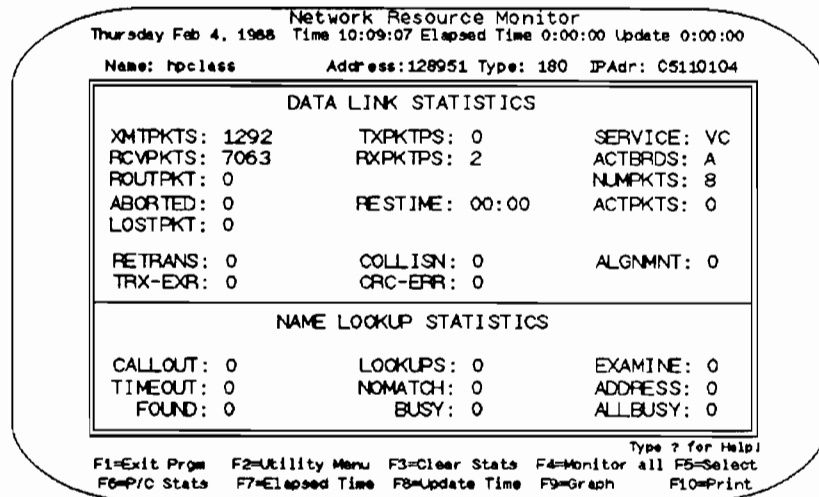 Network Resource Monitor
Thursday Feb 4, 1988 Time 10:09:07 Elapsed Time 0:00:00 Update 0:00:00
Name: hpclass Address:128951 Type: 180 IPAdr: C5110104
DATA LINK STATISTICS
XMTPKTS: 1292 TXPKTPS: 0 SERVICE: VC
RCVPKTS: 7063 RXPKTPS: 2 ACTBRDS: A
ROUTPKT: 0 NUMPKTS: 8
ABORTED: 0 RESTIME: 00:00 ACTPKTS: 0
LOSTPKT: 0
RETRANS: 0 COLLISN: 0 ALGNMNT: 0
TRX-EXR: 0 CRC-ERR: 0
NAME LOOKUP STATISTICS
CALLOUT: 0 LOOKUPS: 0 EXAMINE: 0
TIMEOUT: 0 NOMATCH: 0 ADDRESS: 0
FOUND: 0 BUSY: 0 ALLBUSY: 0
Type ? for Help!
F1=Exit Prgm F2=Utility Menu F3=Clear Stats F4=Monitor all F5=Select
F6=P/C Stats F7=Elapsed Time F8=Update Time F9=Graph F10=Print